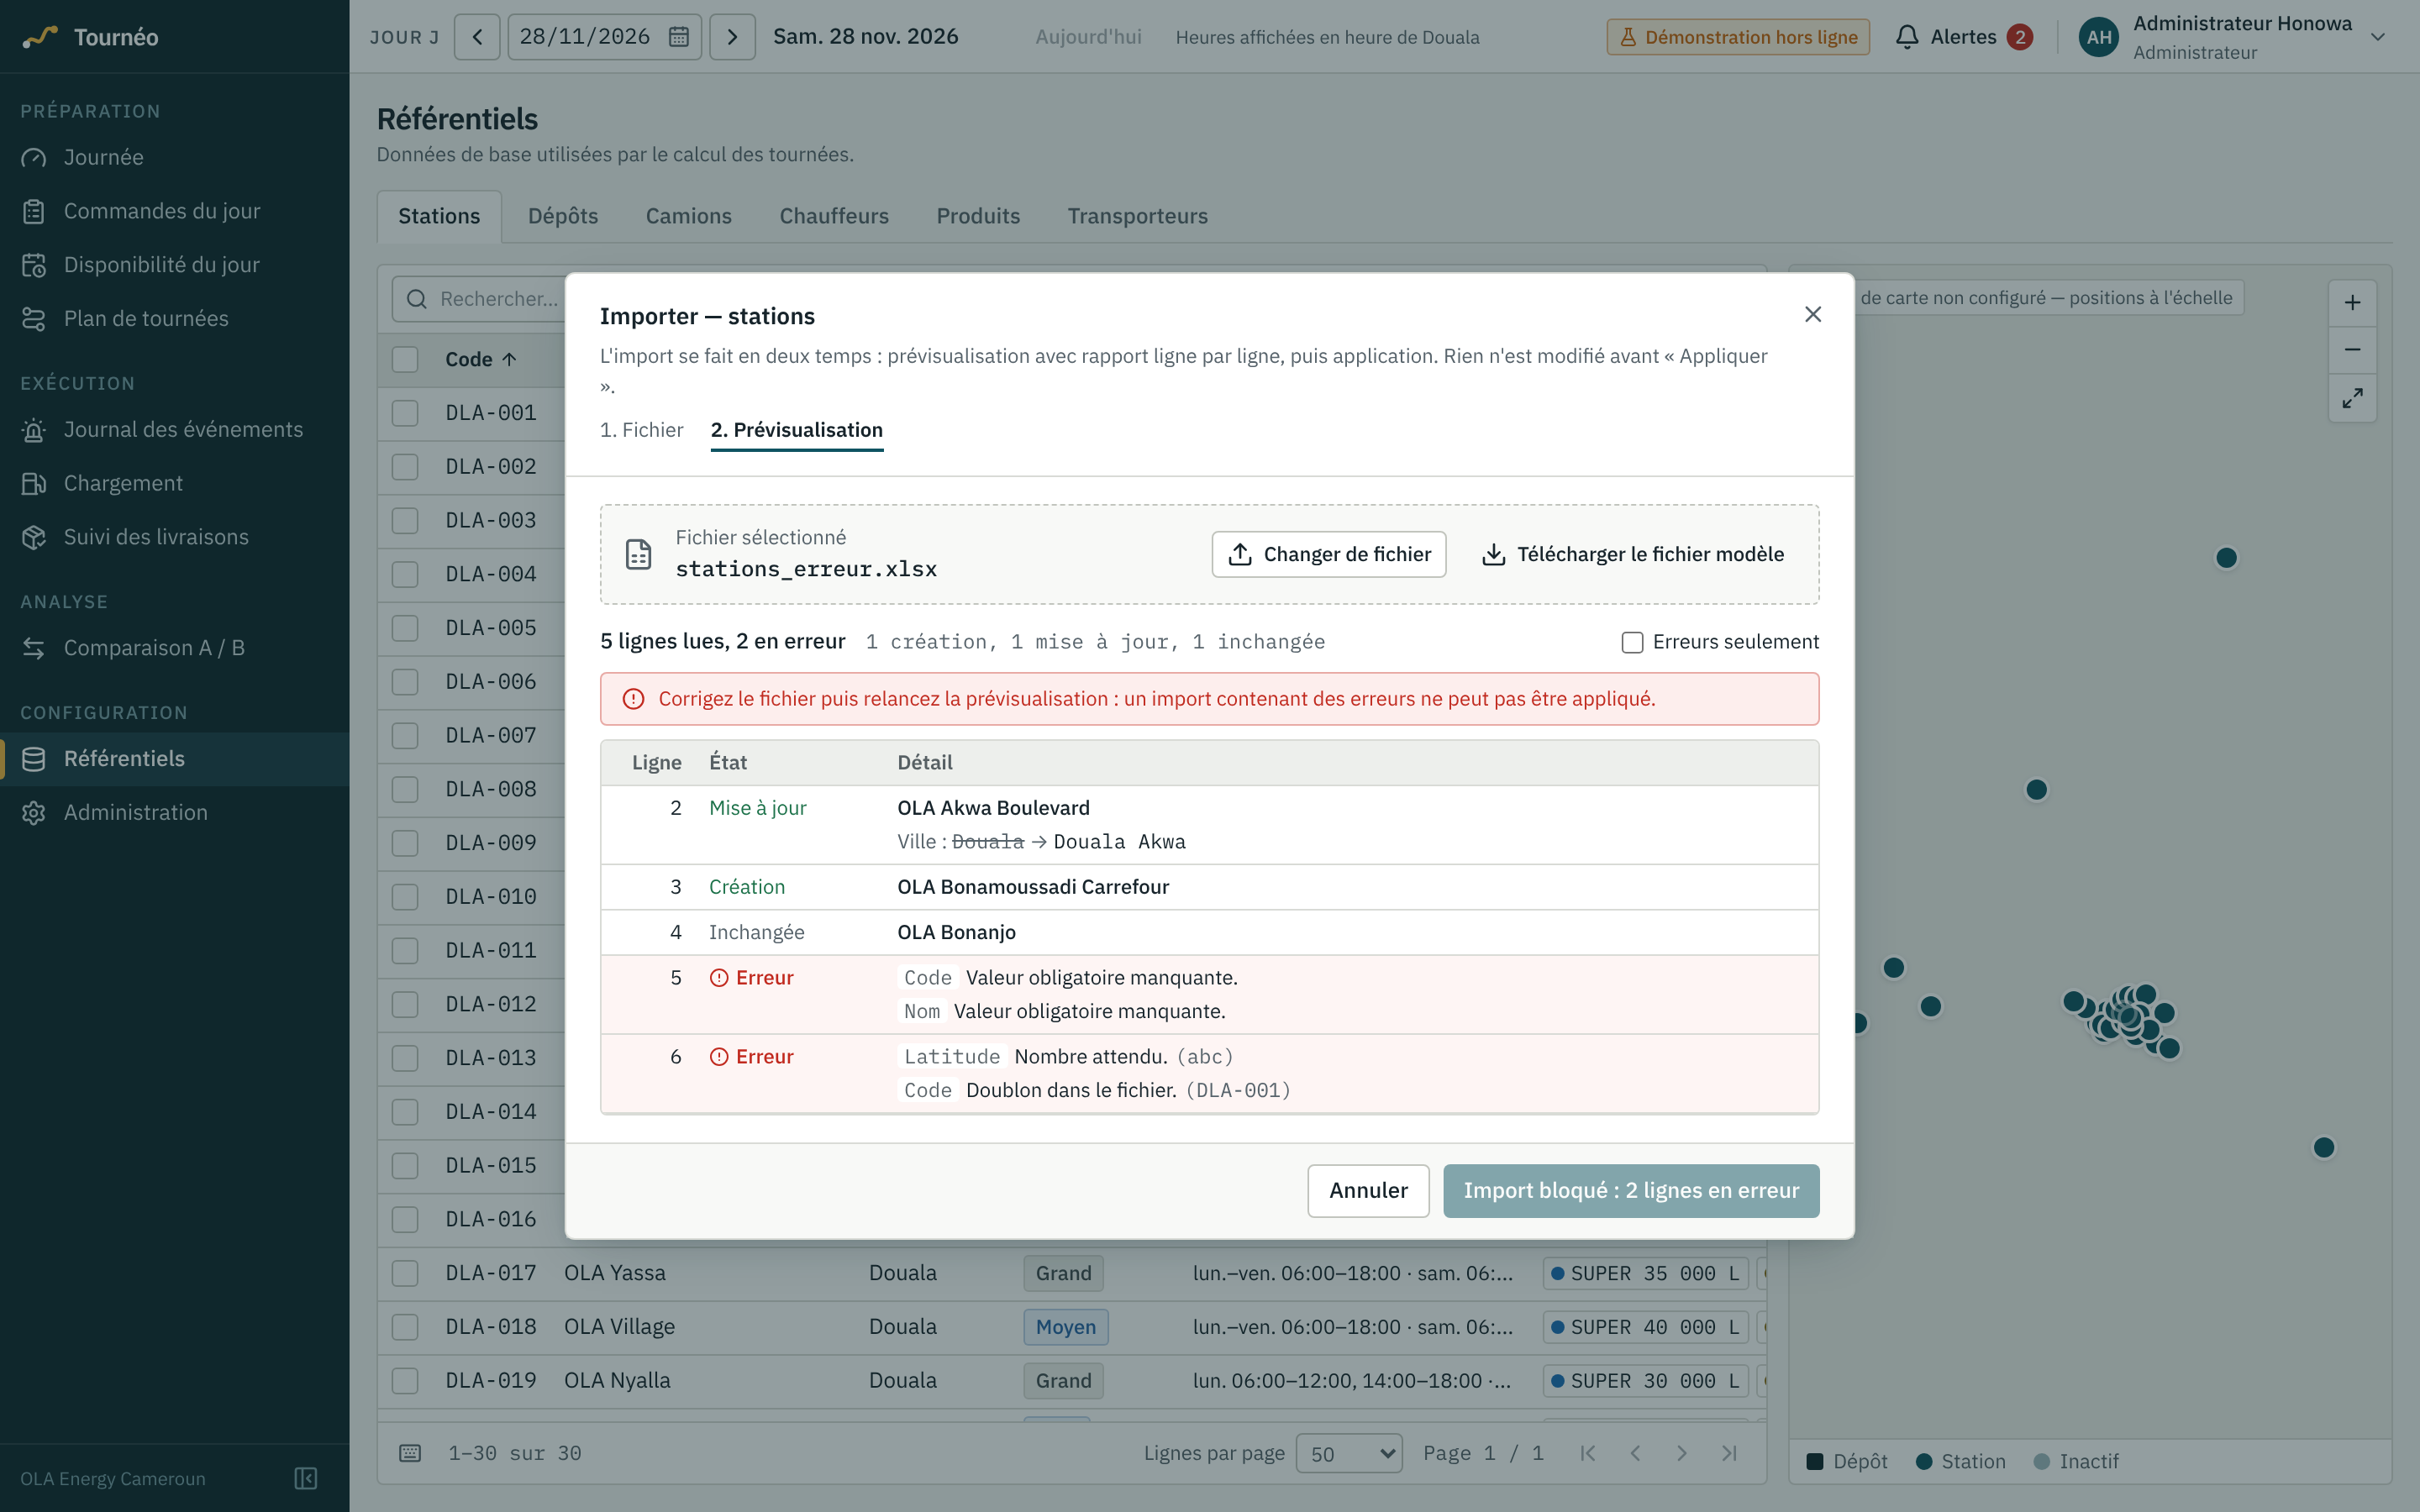 Tournéo
JOUR J
28/11/2026
Sam. 28 nov. 2026
Aujourd'hui
Heures affichées en heure de Douala
Démonstration hors ligne
Alertes 2
AH
Administrateur Honowa
Administrateur
PRÉPARATION
Journée
Commandes du jour
Disponibilité du jour
Plan de tournées
EXÉCUTION
Journal des événements
Chargement
Suivi des livraisons
ANALYSE
Comparaison A / B
CONFIGURATION
Référentiels
Administration
OLA Energy Cameroun
Référentiels
Données de base utilisées par le calcul des tournées.
Stations Dépôts Camions Chauffeurs Produits Transporteurs
Rechercher...
Code
DLA-001
DLA-002
DLA-003
DLA-004
DLA-005
DLA-006
DLA-007
DLA-008
DLA-009
DLA-010
DLA-011
DLA-012
DLA-013
DLA-014
DLA-015
DLA-016
DLA-017 OLA Yassa Douala Grand lun.–ven. 06:00–18:00 · sam. 06:... SUPER 35 000 L
DLA-018 OLA Village Douala Moyen lun.–ven. 06:00–18:00 · sam. 06:... SUPER 40 000 L
DLA-019 OLA Nyalla Douala Grand lun. 06:00–12:00, 14:00–18:00 ·... SUPER 30 000 L
1–30 sur 30
Lignes par page 50
Page 1 / 1
de carte non configuré — positions à l'échelle
Dépôt Station Inactif
Importer — stations
L'import se fait en deux temps : prévisualisation avec rapport ligne par ligne, puis application. Rien n'est modifié avant « Appliquer
».
1. Fichier 2. Prévisualisation
Fichier sélectionné
stations_erreur.xlsx
Changer de fichier
Télécharger le fichier modèle
5 lignes lues, 2 en erreur 1 création, 1 mise à jour, 1 inchangée
Erreurs seulement
Corrigez le fichier puis relancez la prévisualisation : un import contenant des erreurs ne peut pas être appliqué.
Ligne État Détail
2 Mise à jour OLA Akwa Boulevard
Ville : Douala → Douala Akwa
3 Création OLA Bonamoussadi Carrefour
4 Inchangée OLA Bonanjo
5 Erreur Code Valeur obligatoire manquante.
Nom Valeur obligatoire manquante.
6 Erreur Latitude Nombre attendu. (abc)
Code Doublon dans le fichier. (DLA-001)
Annuler
Import bloqué : 2 lignes en erreur